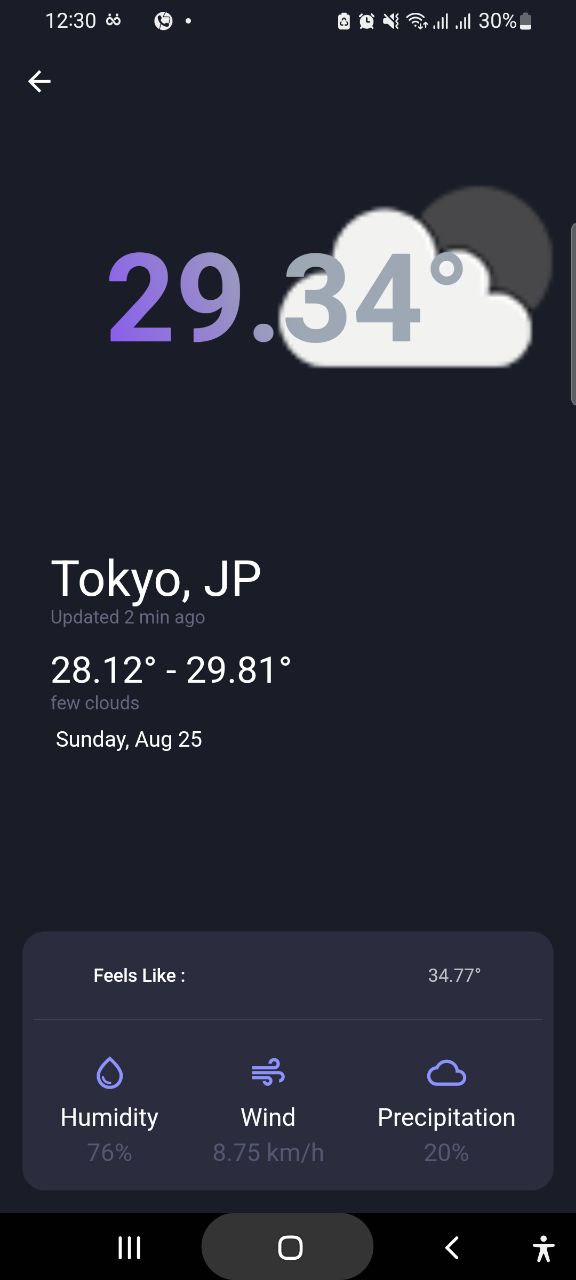 12:30
30%
29.34°
Tokyo, JP
Updated 2 min ago
28.12° - 29.81°
few clouds
Sunday, Aug 25
Feels Like : 34.77°
Humidity Wind Precipitation
76% 8.75 km/h 20%